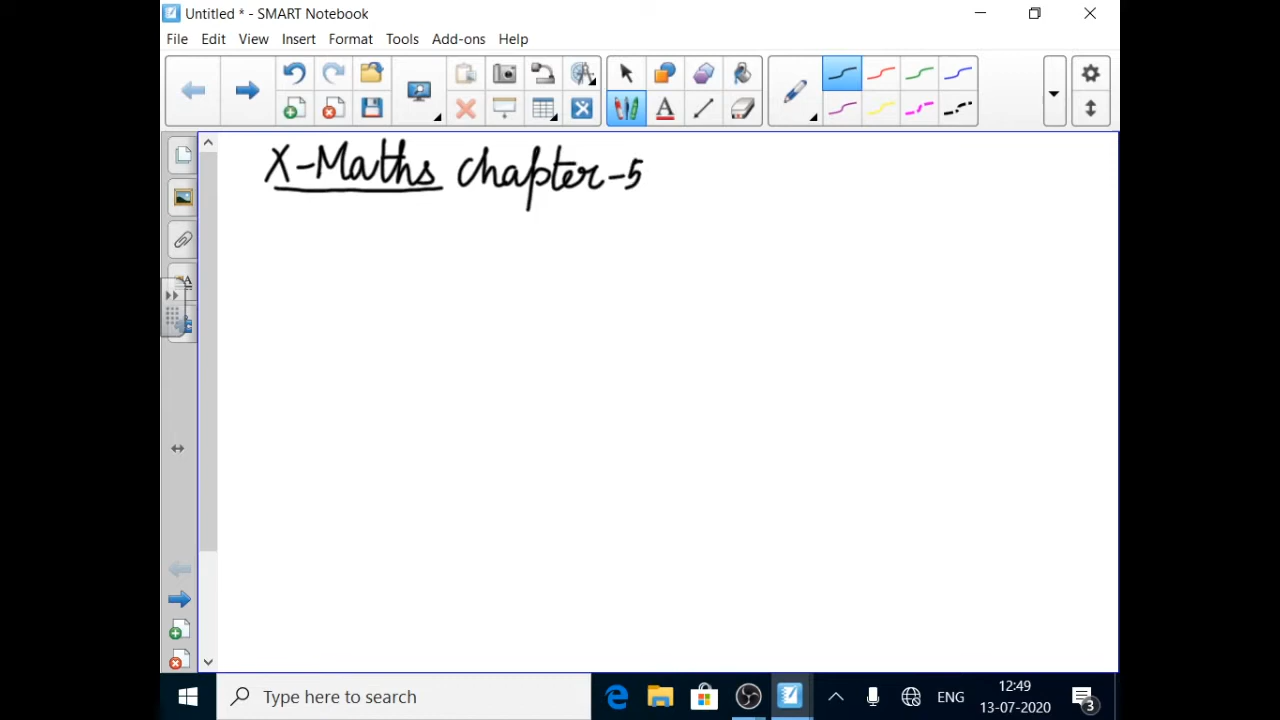 Untitled * - SMART Notebook
File Edit View Insert Format Tools Add-ons Help
X-Maths Chapter-5
Type here to search
ENG
12:49
13-07-2020
3